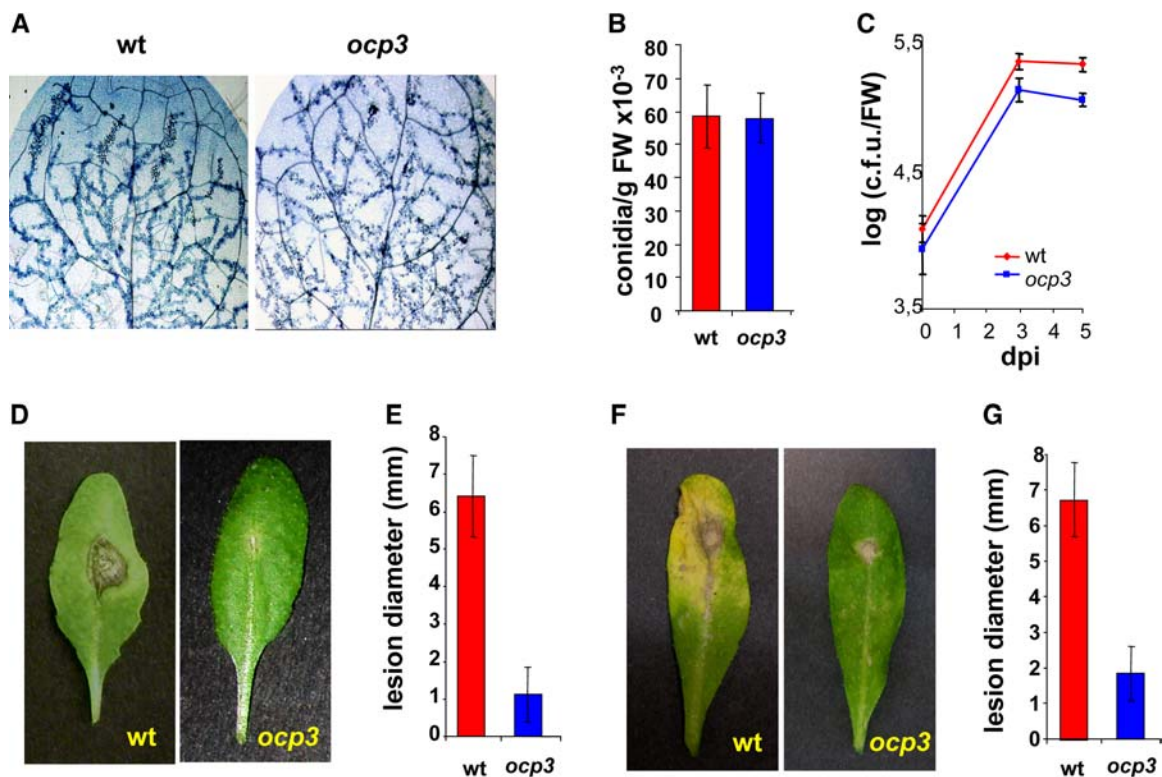 A
wt
ocp3
B
conidia/g FW x10⁻³
80
70
60
50
40
30
20
10
0
wt
ocp3
C
log (c.f.u./FW)
5,5
4,5
3,5
wt
ocp3
0 1 2 3 4 5
dpi
D
wt
ocp3
E
lesion diameter (mm)
8
7
6
5
4
3
2
1
0
wt
ocp3
F
wt
ocp3
G
lesion diameter (mm)
8
7
6
5
4
3
2
1
0
wt
ocp3